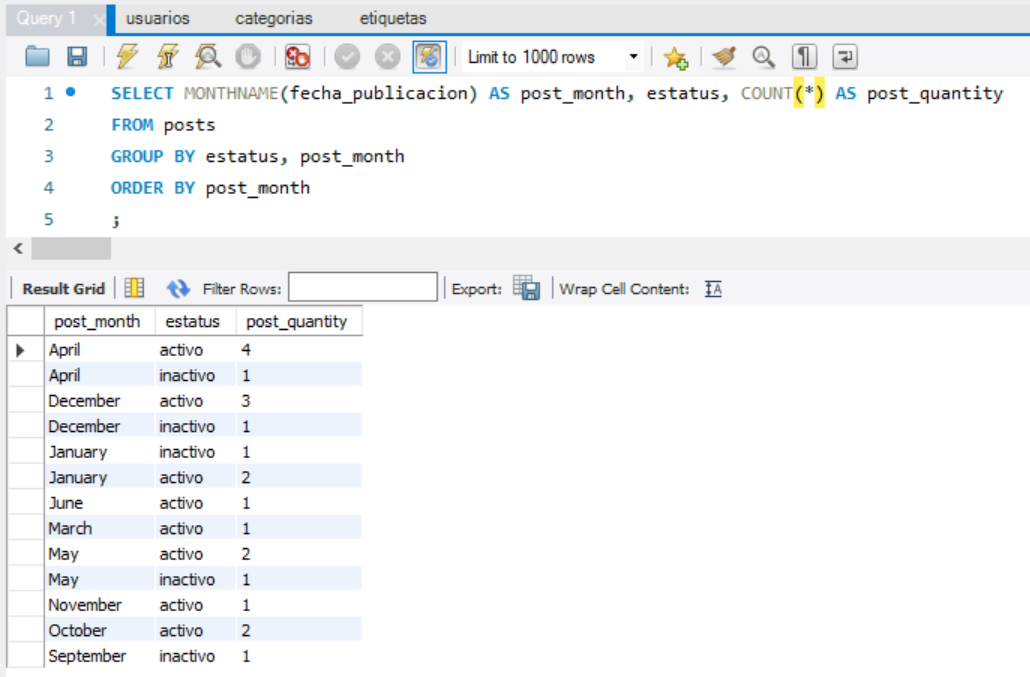 Query 1 × usuarios categorias etiquetas
Limit to 1000 rows
1 SELECT MONTHNAME(fecha_publicacion) AS post_month, estatus, COUNT(*) AS post_quantity
2 FROM posts
3 GROUP BY estatus, post_month
4 ORDER BY post_month
5 ;
Result Grid Filter Rows: Export: Wrap Cell Content: IA
post_month estatus post_quantity
April activo 4
April inactivo 1
December activo 3
December inactivo 1
January inactivo 1
January activo 2
June activo 1
March activo 1
May activo 2
May inactivo 1
November activo 1
October activo 2
September inactivo 1